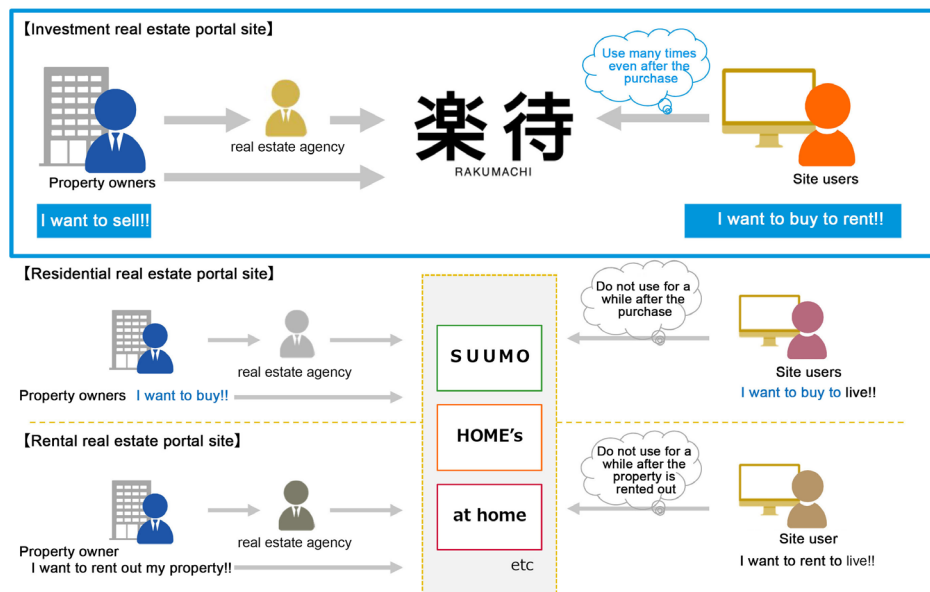 【Investment real estate portal site】
Use many times
even after the
purchase
real estate agency
楽待
RAKUMACHI
Property owners
Site users
I want to sell!!
I want to buy to rent!!
【Residential real estate portal site】
Do not use for a
while after the
purchase
SUUMO
real estate agency
Site users
Property owners I want to buy!!
I want to buy to live!!
HOME's
【Rental real estate portal site】
Do not use for a
while after the
property is
rented out
at home
real estate agency
Site user
Property owner
I want to rent out my property!!
I want to rent to live!!
etc